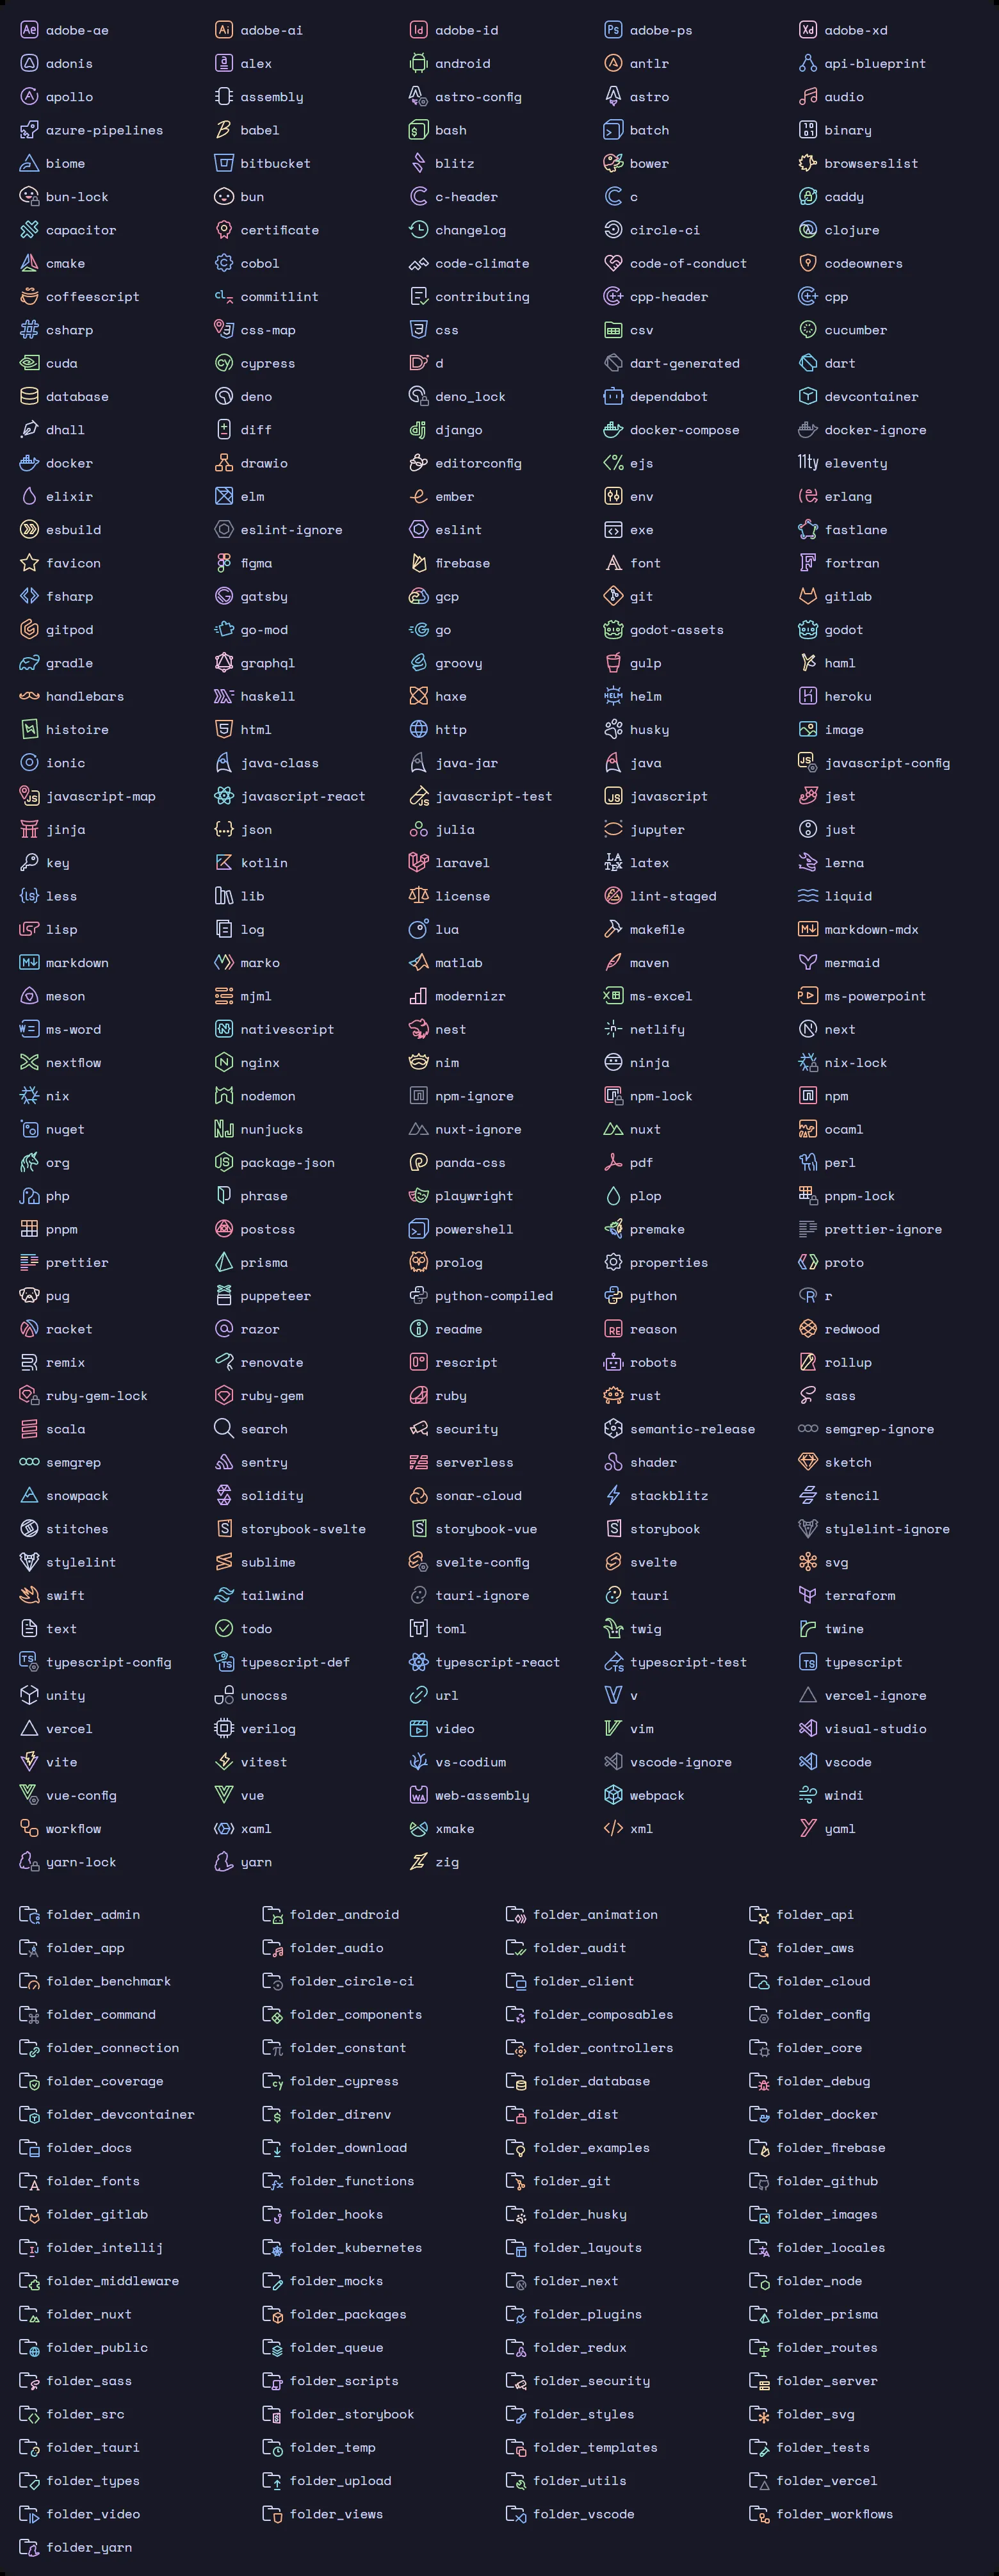 adobe-ae adobe-ai adobe-id adobe-ps adobe-xd
adonis alex android antlr api-blueprint
apollo assembly astro-config astro audio
azure-pipelines babel bash batch binary
biome bitbucket blitz bower browserslist
bun-lock bun c-header c caddy
capacitor certificate changelog circle-ci clojure
cmake cobol code-climate code-of-conduct codeowners
coffeescript commitlint contributing cpp-header cpp
csharp css-map css csv cucumber
cuda cypress d dart-generated dart
database deno deno_lock dependabot devcontainer
dhall diff django docker-compose docker-ignore
docker drawio editorconfig ejs eleventy
elixir elm ember env erlang
esbuild eslint-ignore eslint exe fastlane
favicon figma firebase font fortran
fsharp gatsby gcp git gitlab
gitpod go-mod go godot-assets godot
gradle graphql groovy gulp haml
handlebars haskell haxe helm heroku
histoire html http husky image
ionic java-class java-jar java javascript-config
javascript-map javascript-react javascript-test javascript jest
jinja json julia jupyter just
key kotlin laravel latex lerna
less lib license lint-staged liquid
lisp log lua makefile markdown-mdx
markdown marko matlab maven mermaid
meson mjml modernizr ms-excel ms-powerpoint
ms-word nativescript nest netlify next
nextflow nginx nim ninja nix-lock
nix nodemon npm-ignore npm-lock npm
nuget nunjucks nuxt-ignore nuxt ocaml
org package-json panda-css pdf perl
php phrase playwright plop pnpm-lock
pnpm postcss powershell premake prettier-ignore
prettier prisma prolog properties proto
pug puppeteer python-compiled python r
racket razor readme reason redwood
remix renovate rescript robots rollup
ruby-gem-lock ruby-gem ruby rust sass
scala search security semantic-release semgrep-ignore
semgrep sentry serverless shader sketch
snowpack solidity sonar-cloud stackblitz stencil
stitches storybook-svelte storybook-vue storybook stylelint-ignore
stylelint sublime svelte-config svelte svg
swift tailwind tauri-ignore tauri terraform
text todo toml twig twine
typescript-config typescript-def typescript-react typescript-test typescript
unity unocss url v vercel-ignore
vercel verilog video vim visual-studio
vite vitest vs-codium vscode-ignore vscode
vue-config vue web-assembly webpack windi
workflow xaml xmake xml yaml
yarn-lock yarn zig
folder_admin folder_android folder_animation folder_api
folder_app folder_audio folder_audit folder_aws
folder_benchmark folder_circle-ci folder_client folder_cloud
folder_command folder_components folder_composables folder_config
folder_connection folder_constant folder_controllers folder_core
folder_coverage folder_cypress folder_database folder_debug
folder_devcontainer folder_direnv folder_dist folder_docker
folder_docs folder_download folder_examples folder_firebase
folder_fonts folder_functions folder_git folder_github
folder_gitlab folder_hooks folder_husky folder_images
folder_intellij folder_kubernetes folder_layouts folder_locales
folder_middleware folder_mocks folder_next folder_node
folder_nuxt folder_packages folder_plugins folder_prisma
folder_public folder_queue folder_redux folder_routes
folder_sass folder_scripts folder_security folder_server
folder_src folder_storybook folder_styles folder_svg
folder_tauri folder_temp folder_templates folder_tests
folder_types folder_upload folder_utils folder_vercel
folder_video folder_views folder_vscode folder_workflows
folder_yarn